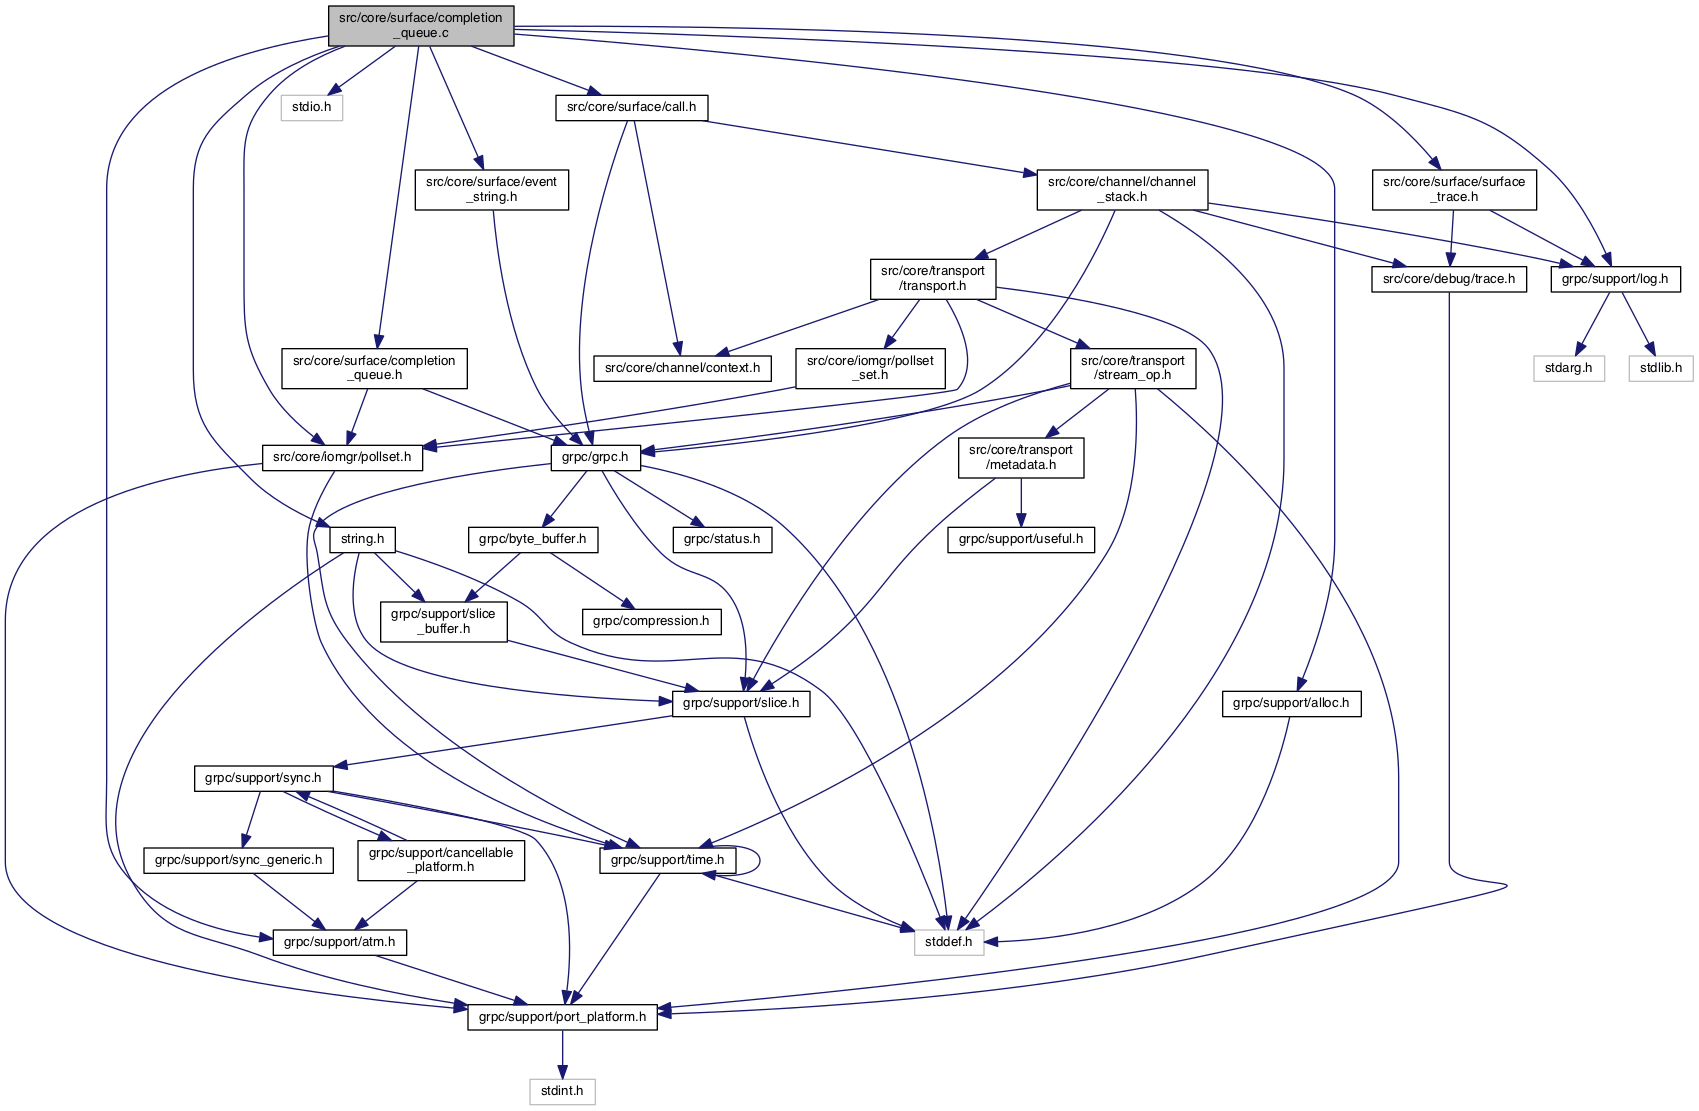 src/core/surface/completion
_queue.c
stdio.h
src/core/surface/call.h
src/core/surface/event
_string.h
src/core/channel/channel
_stack.h
src/core/surface/surface
_trace.h
src/core/transport
/transport.h
src/core/debug/trace.h
grpc/support/log.h
src/core/surface/completion
_queue.h
src/core/channel/context.h
src/core/iomgr/pollset
_set.h
src/core/transport
/stream_op.h
stdarg.h
stdlib.h
src/core/iomgr/pollset.h
grpc/grpc.h
src/core/transport
/metadata.h
string.h
grpc/byte_buffer.h
grpc/status.h
grpc/support/useful.h
grpc/support/slice
_buffer.h
grpc/compression.h
grpc/support/slice.h
grpc/support/alloc.h
grpc/support/sync.h
grpc/support/sync_generic.h
grpc/support/cancellable
_platform.h
grpc/support/time.h
grpc/support/atm.h
stddef.h
grpc/support/port_platform.h
stdint.h